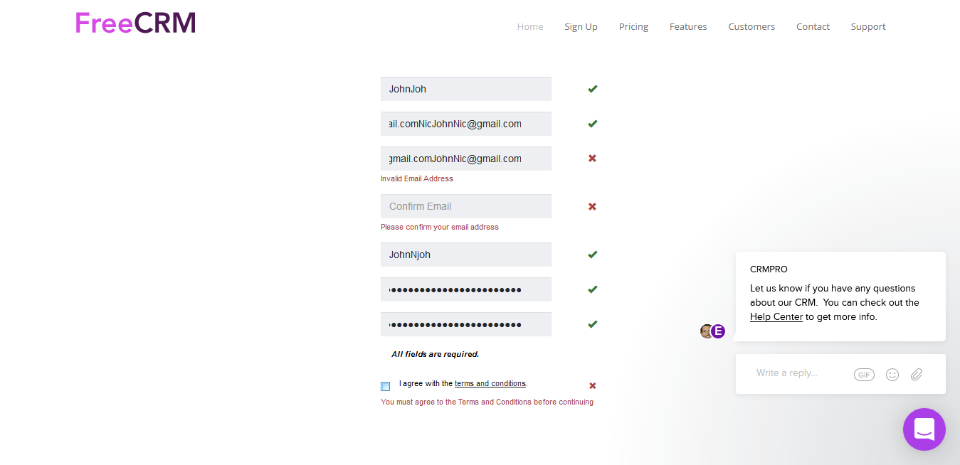 FreeCRM
Home Sign Up Pricing Features Customers Contact Support
JohnJoh
ail.comNicJohnNic@gmail.com
gmail.comJohnNic@gmail.com
Invalid Email Address
Confirm Email
Please confirm your email address
JohnNjoh
All fields are required.
I agree with the terms and conditions.
You must agree to the Terms and Conditions before continuing
CRMPRO
Let us know if you have any questions
about our CRM. You can check out the
Help Center to get more info.
E
Write a reply...
GIF